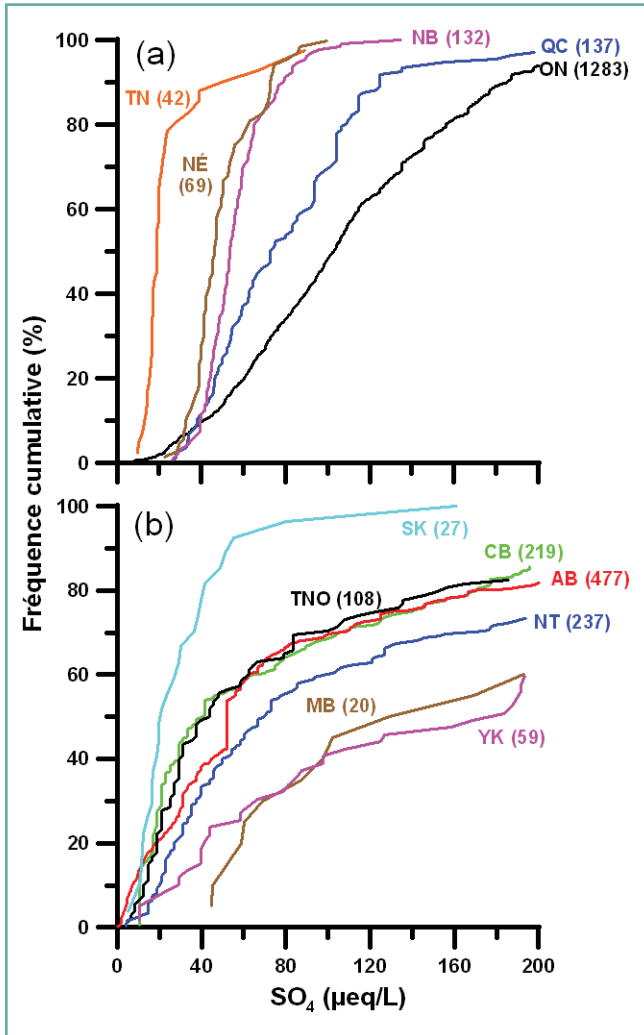 Fréquence cumulative (%)
(a)
100
80
60
40
20
0
TN (42)
NÉ
(69)
NB (132)
QC (137)
ON (1283)
(b)
100
80
60
40
20
0
SK (27)
CB (219)
TNO (108)
AB (477)
NT (237)
MB (20)
YK (59)
0 40 80 120 160 200
SO₄ (µeq/L)